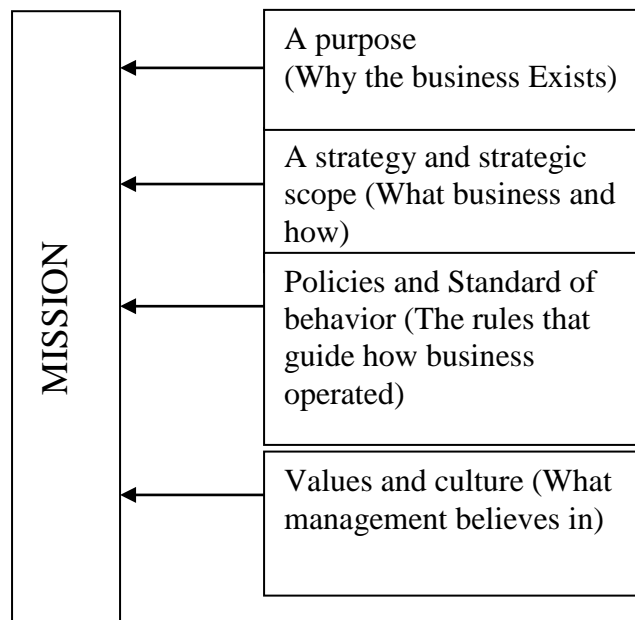 MISSION
A purpose
(Why the business Exists)
A strategy and strategic
scope (What business and
how)
Policies and Standard of
behavior (The rules that
guide how business
operated)
Values and culture (What
management believes in)